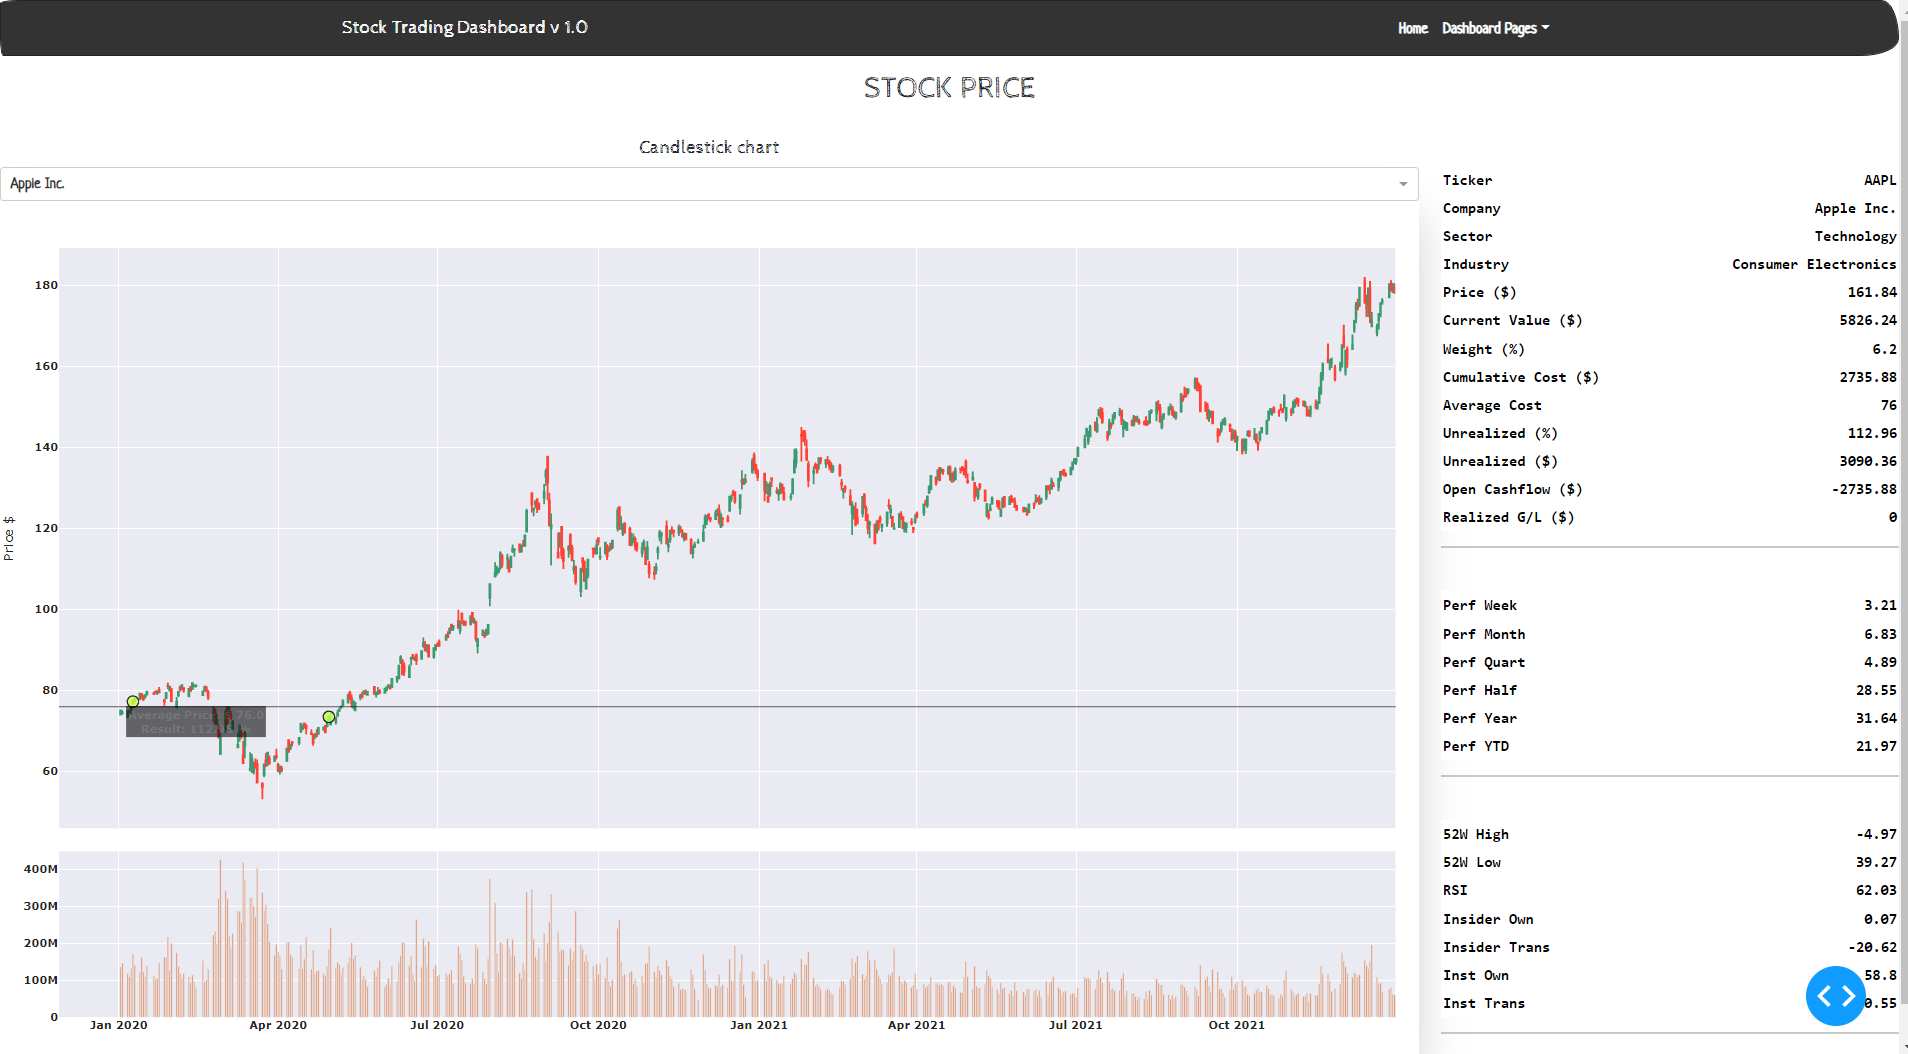 Stock Trading Dashboard v 1.0 Home Dashboard Pages
STOCK PRICE
Candlestick chart
Apple Inc.
Price $
180
160
140
120
100
80
60
Average Price: 76.0
Result: 112
400M
300M
200M
100M
0
Jan 2020 Apr 2020 Jul 2020 Oct 2020 Jan 2021 Apr 2021 Jul 2021 Oct 2021
Ticker AAPL
Company Apple Inc.
Sector Technology
Industry Consumer Electronics
Price ($) 161.84
Current Value ($) 5826.24
Weight (%) 6.2
Cumulative Cost ($) 2735.88
Average Cost 76
Unrealized (%) 112.96
Unrealized ($) 3090.36
Open Cashflow ($) -2735.88
Realized G/L ($) 0
Perf Week 3.21
Perf Month 6.83
Perf Quart 4.89
Perf Half 28.55
Perf Year 31.64
Perf YTD 21.97
52W High -4.97
52W Low 39.27
RSI 62.03
Insider Own 0.07
Insider Trans -20.62
Inst Own 58.8
Inst Trans 0.55